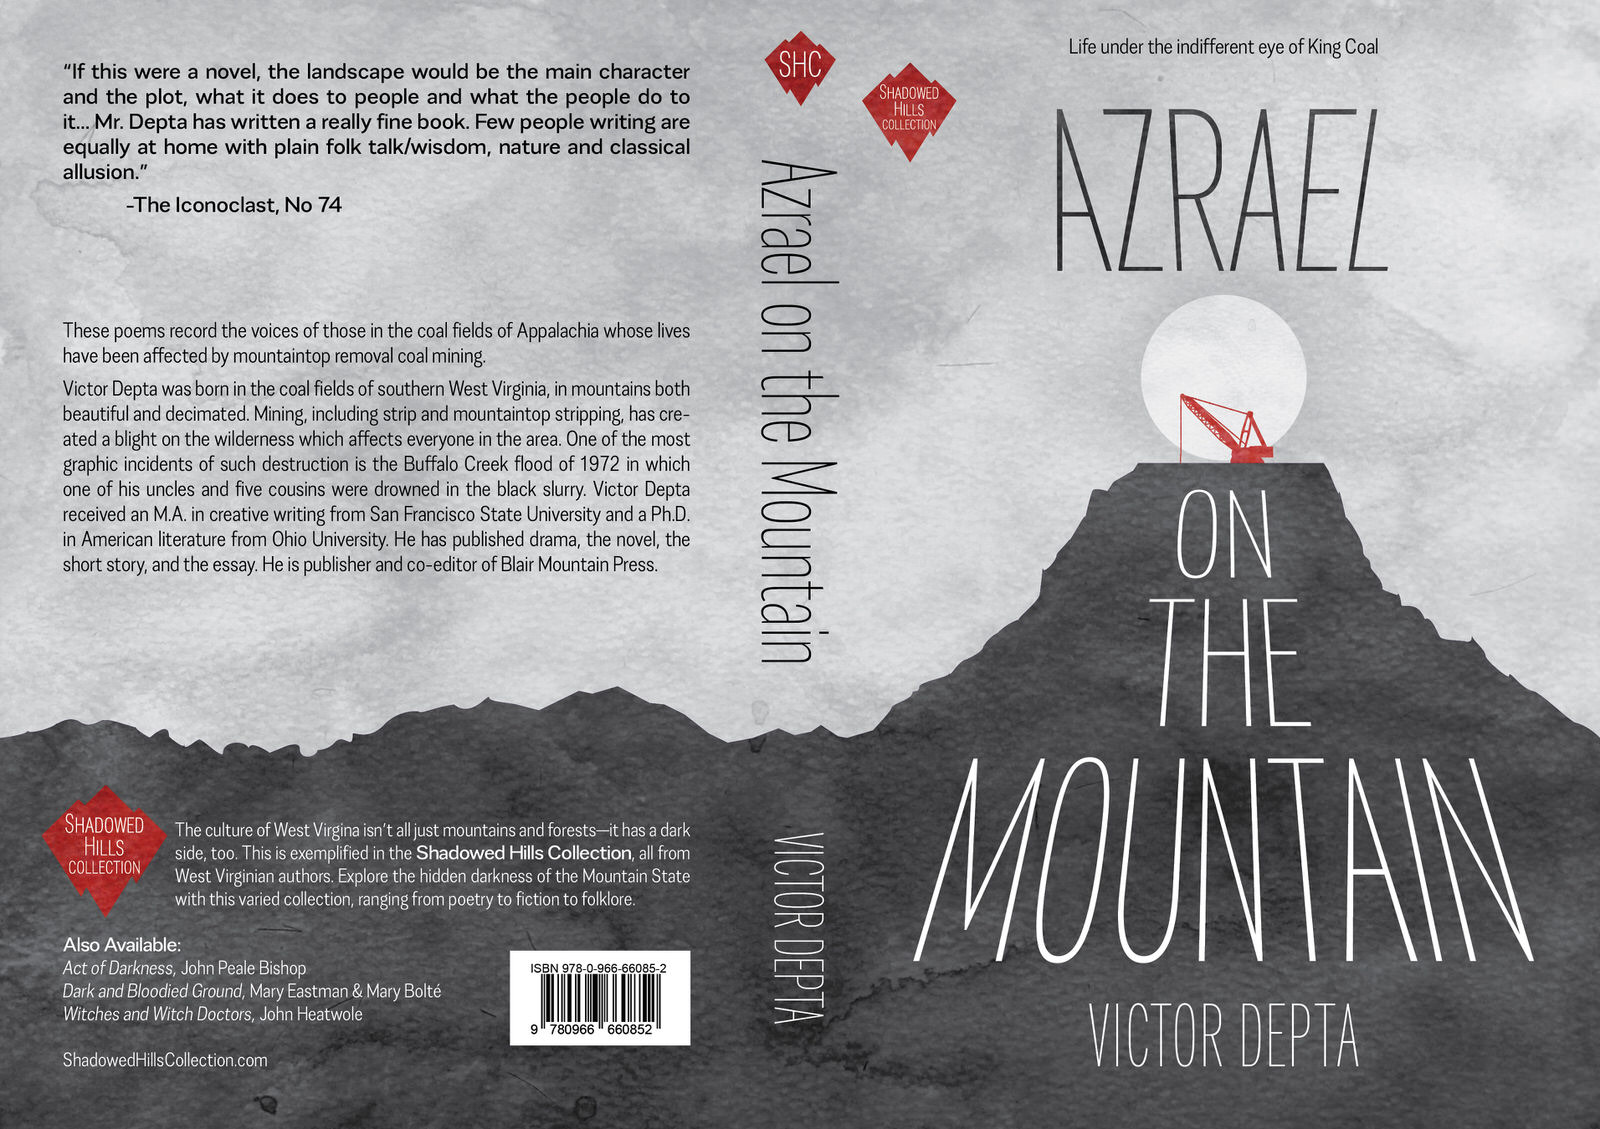 “If this were a novel, the landscape would be the main character
and the plot, what it does to people and what the people do to
it... Mr. Depta has written a really fine book. Few people writing are
equally at home with plain folk talk/wisdom, nature and classical
allusion.”
-The Iconoclast, No 74
These poems record the voices of those in the coal fields of Appalachia whose lives
have been affected by mountaintop removal coal mining.
Victor Depta was born in the coal fields of southern West Virginia, in mountains both
beautiful and decimated. Mining, including strip and mountaintop stripping, has cre-
ated a blight on the wilderness which affects everyone in the area. One of the most
graphic incidents of such destruction is the Buffalo Creek flood of 1972 in which
one of his uncles and five cousins were drowned in the black slurry. Victor Depta
received an M.A. in creative writing from San Francisco State University and a Ph.D.
in American literature from Ohio University. He has published drama, the novel, the
short story, and the essay. He is publisher and co-editor of Blair Mountain Press.
SHADOWED
HILLS
COLLECTION
The culture of West Virgina isn’t all just mountains and forests—it has a dark
side, too. This is exemplified in the Shadowed Hills Collection, all from
West Virginian authors. Explore the hidden darkness of the Mountain State
with this varied collection, ranging from poetry to fiction to folklore.
Also Available:
Act of Darkness, John Peale Bishop
Dark and Bloodied Ground, Mary Eastman & Mary Bolté
Witches and Witch Doctors, John Heatwole
ShadowedHillsCollection.com
ISBN 978-0-966-66085-2
9 780966 660852
SHC
Azrael on the Mountain
VICTOR DEPTA
SHADOWED
HILLS
COLLECTION
Life under the indifferent eye of King Coal
AZRAEL
ON
THE
MOUNTAIN
VICTOR DEPTA